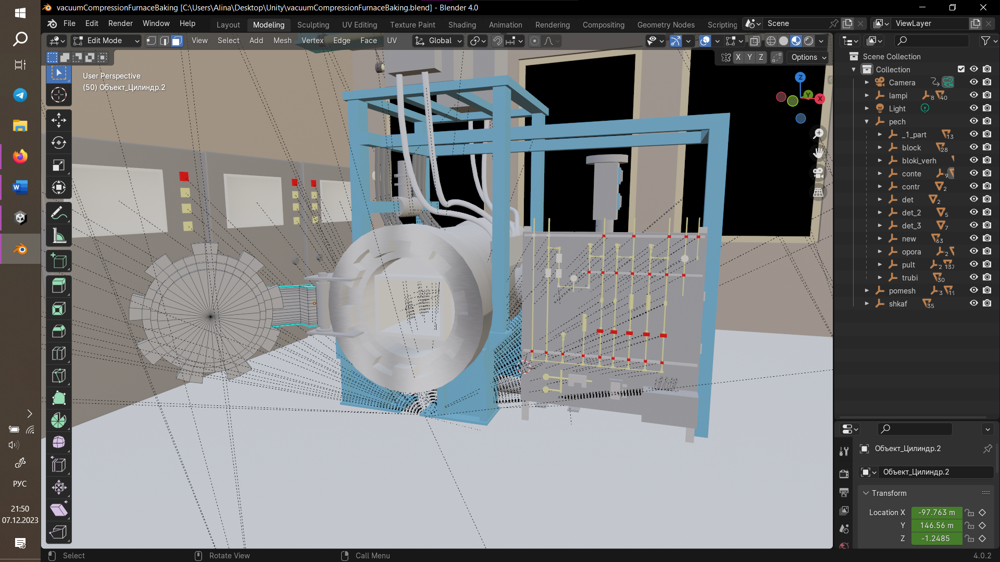 vacuumCompressionFurnaceBaking [C:\Users\Alina\Desktop\Unity\vacuumCompressionFurnaceBaking.blend] - Blender 4.0
File Edit Render Window Help Layout Modeling Sculpting UV Editing Texture Paint Shading Animation Rendering Compositing Geometry Nodes Scripting Scene ViewLayer
Edit Mode View Select Add Mesh Vertex Edge Face UV Global
X Y Z Options
User Perspective
(50) Объект_Цилиндр.2
Z
Y
X
Scene Collection
Collection
Camera
lampi 8 40
Light
pech
_1_part 13
block 28
bloki_verh
conte 9
contr 2
det 2
det_2 5
det_3 7
new 63
opora 2
pult 2 137
trubi 30
pomesh 3 19
shkaf 35
Объект_Цилиндр.2
Объект_Цилиндр.2
Transform
Location X -97.763 m
Y 146.56 m
Z -1.2485
РУС
21:50
07.12.2023
Select Rotate View Call Menu 4.0.2